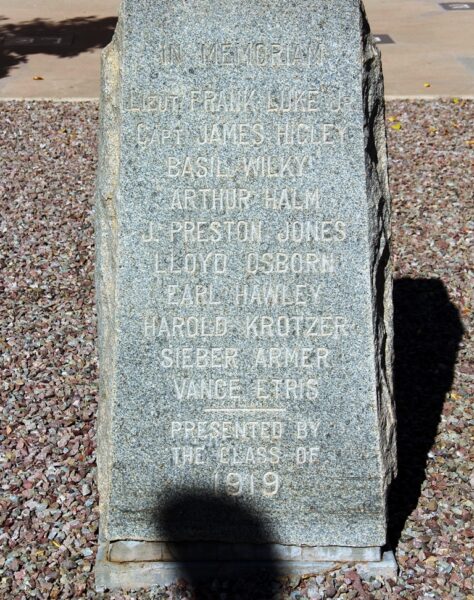 IN MEMORIAM
LIEUT. FRANK LUKE JR.
CAPT. JAMES HIGLEY
BASIL WILKY
ARTHUR HALM
J. PRESTON JONES
LLOYD OSBORN
EARL HAWLEY
HAROLD KROTZER
SIEBER ARMER
VANCE ETRIS
PRESENTED BY
THE CLASS OF
1919